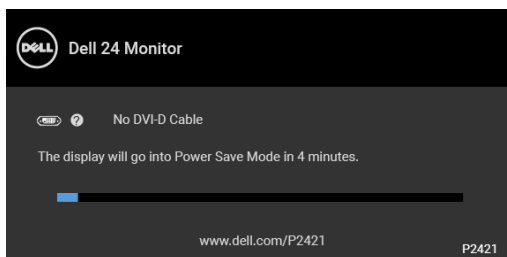 DELL
Dell 24 Monitor
? No DVI-D Cable
The display will go into Power Save Mode in 4 minutes.
www.dell.com/P2421
P2421